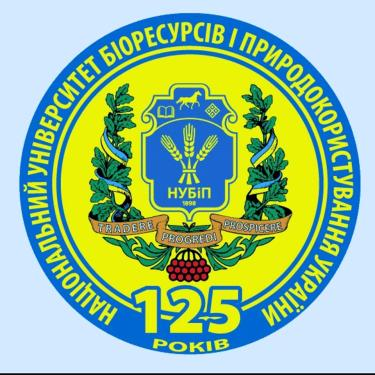 НАЦІОНАЛЬНИЙ УНІВЕРСИТЕТ БІОРЕСУРСІВ І ПРИРОДОКОРИСТУВАННЯ УКРАЇНИ
НУБіП
1898
TRADERE
PROGREDI
PROSPICERE
125
РОКІВ